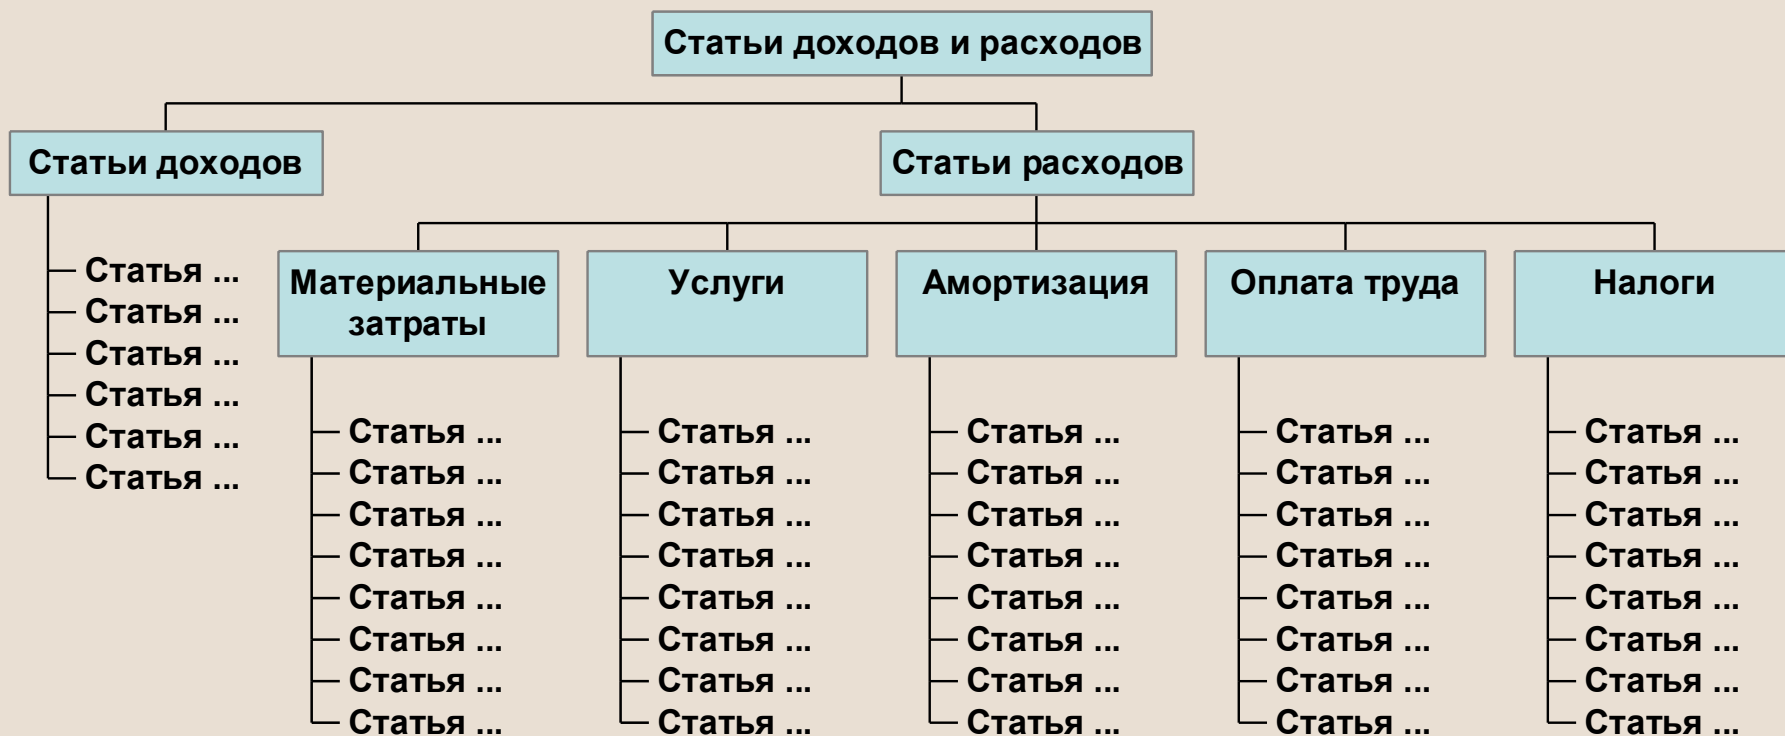 Статьи доходов и расходов
Статьи доходов
Статьи расходов
Статья ...
Статья ...
Статья ...
Статья ...
Статья ...
Статья ...
Материальные
затраты
Статья ...
Статья ...
Статья ...
Статья ...
Статья ...
Статья ...
Статья ...
Статья ...
Услуги
Статья ...
Статья ...
Статья ...
Статья ...
Статья ...
Статья ...
Статья ...
Статья ...
Амортизация
Статья ...
Статья ...
Статья ...
Статья ...
Статья ...
Статья ...
Статья ...
Статья ...
Оплата труда
Статья ...
Статья ...
Статья ...
Статья ...
Статья ...
Статья ...
Статья ...
Статья ...
Налоги
Статья ...
Статья ...
Статья ...
Статья ...
Статья ...
Статья ...
Статья ...
Статья ...